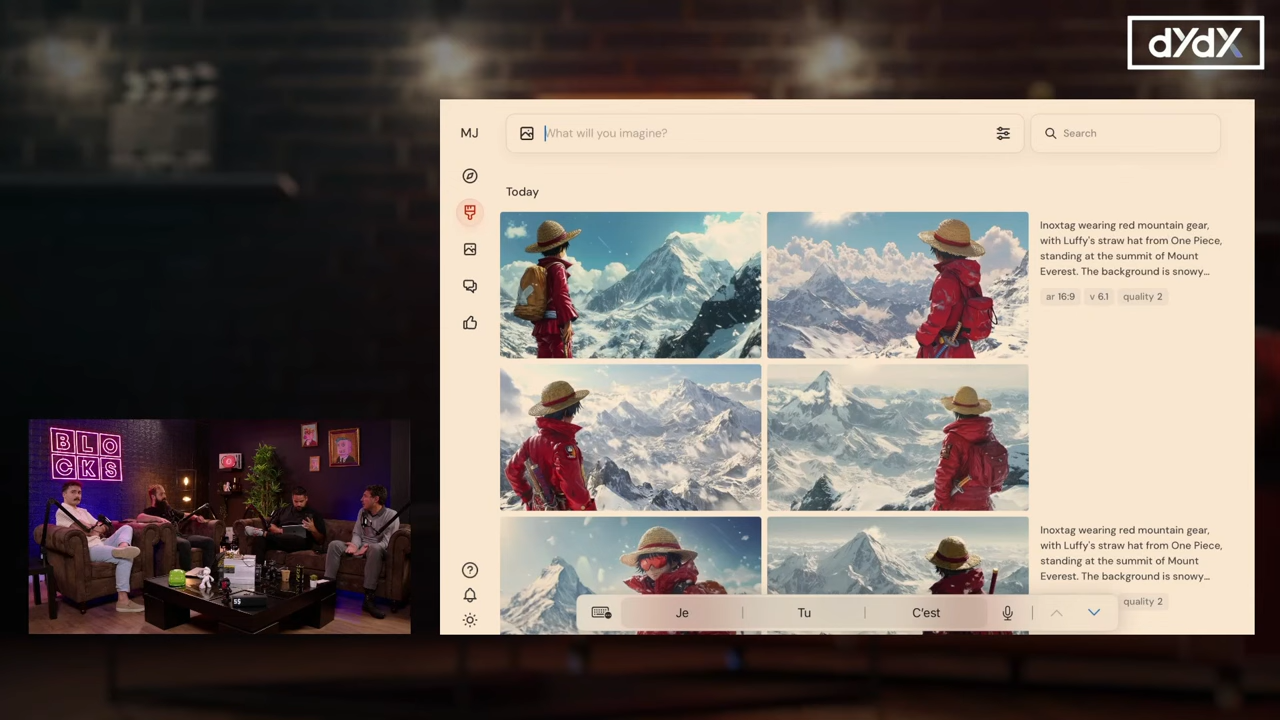 dYdX
MJ
What will you imagine?
Search
Today
Inoxtag wearing red mountain gear,
with Luffy's straw hat from One Piece,
standing at the summit of Mount
Everest. The background is snowy...
ar 16:9 v 6.1 quality 2
BLO
CKS
Inoxtag wearing red mountain gear,
with Luffy's straw hat from One Piece,
standing at the summit of Mount
Everest. The background is snowy...
quality 2
Je Tu C'est